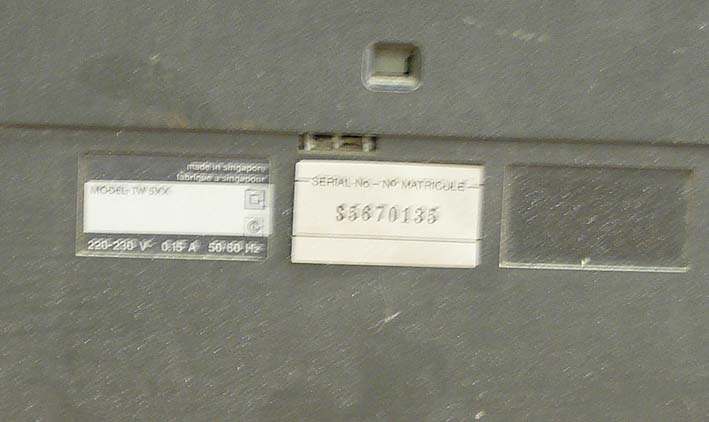 made in singapore
fabriqué a singapour
MODEL TW 5XX
220-230 V 0.15 A 50/60 Hz
SERIAL No - Nº MATRICULE
S5670135